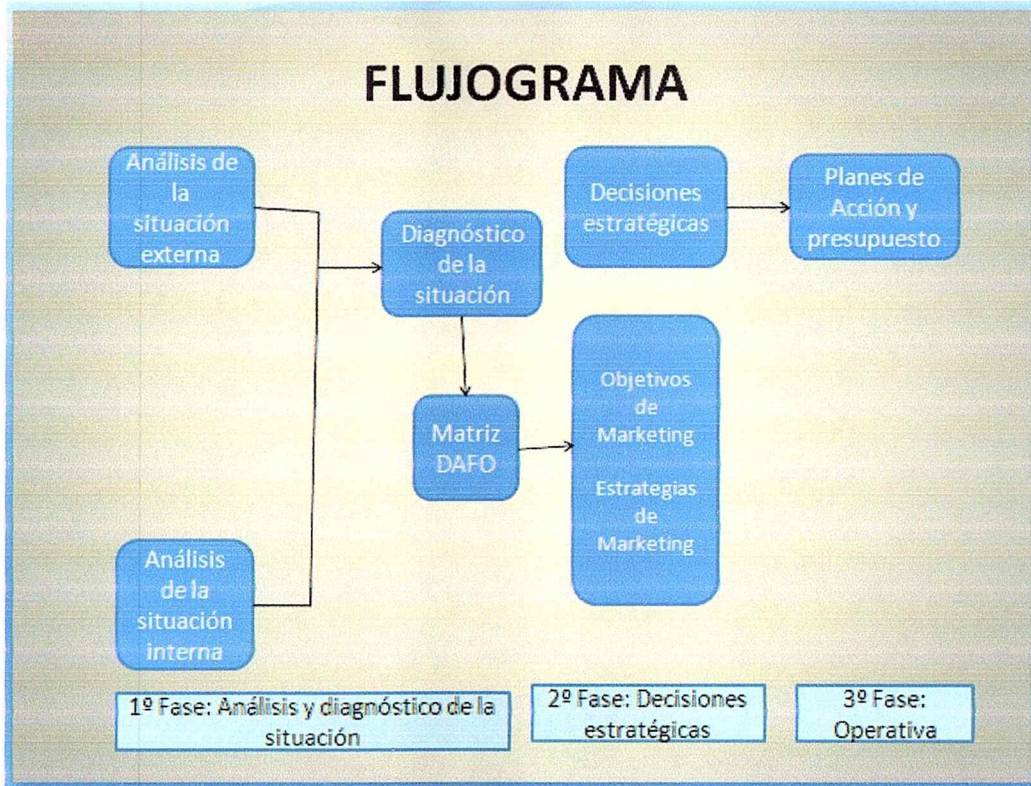 FLUJOGRAMA
Análisis de
la
situación
externa
Diagnóstico
de la
situación
Decisiones
estratégicas
Planes de
Acción y
presupuesto
Matriz
DAFO
Objetivos
de
Marketing
Estrategias
de
Marketing
Análisis
de la
situación
interna
1º Fase: Análisis y diagnóstico de la
situación
2º Fase: Decisiones
estratégicas
3º Fase:
Operativa